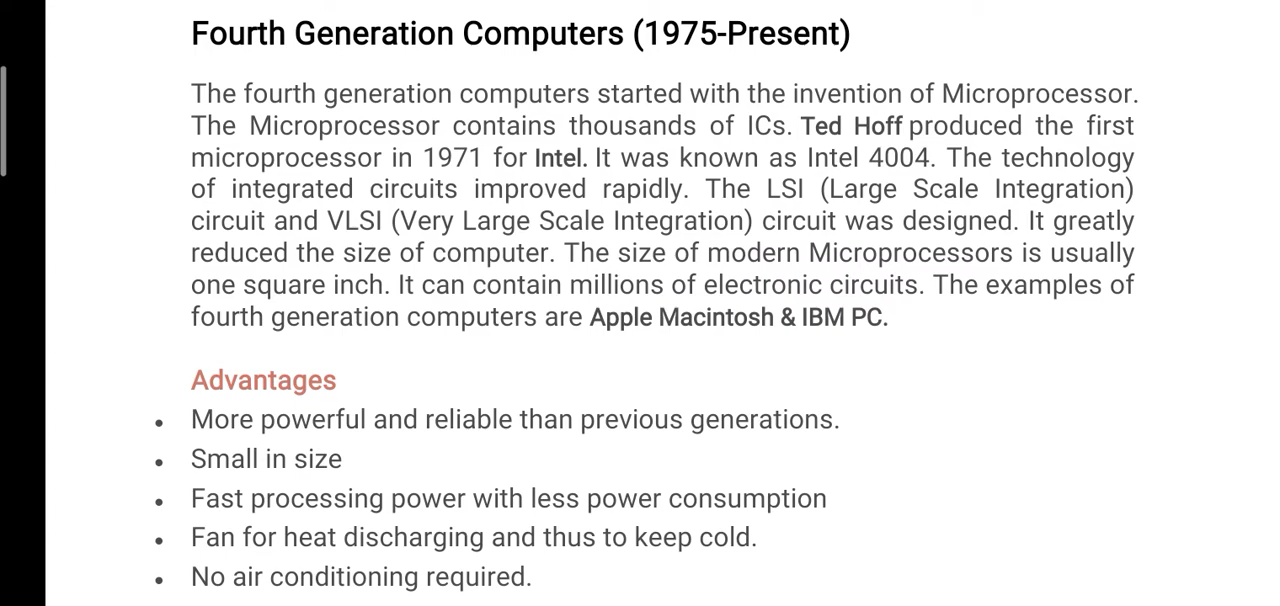 Fourth Generation Computers (1975-Present)
The fourth generation computers started with the invention of Microprocessor.
The Microprocessor contains thousands of ICs. Ted Hoff produced the first
microprocessor in 1971 for Intel. It was known as Intel 4004. The technology
of integrated circuits improved rapidly. The LSI (Large Scale Integration)
circuit and VLSI (Very Large Scale Integration) circuit was designed. It greatly
reduced the size of computer. The size of modern Microprocessors is usually
one square inch. It can contain millions of electronic circuits. The examples of
fourth generation computers are Apple Macintosh & IBM PC.
Advantages
• More powerful and reliable than previous generations.
• Small in size
• Fast processing power with less power consumption
• Fan for heat discharging and thus to keep cold.
• No air conditioning required.